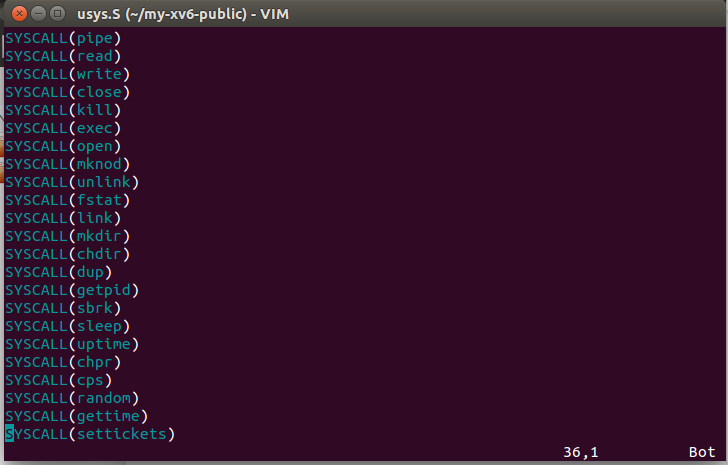 usys.S (~/my-xv6-public) - VIM
SYSCALL(pipe)
SYSCALL(read)
SYSCALL(write)
SYSCALL(close)
SYSCALL(kill)
SYSCALL(exec)
SYSCALL(open)
SYSCALL(mknod)
SYSCALL(unlink)
SYSCALL(fstat)
SYSCALL(link)
SYSCALL(mkdir)
SYSCALL(chdir)
SYSCALL(dup)
SYSCALL(getpid)
SYSCALL(sbrk)
SYSCALL(sleep)
SYSCALL(uptime)
SYSCALL(chpr)
SYSCALL(cps)
SYSCALL(random)
SYSCALL(gettime)
SYSCALL(settickets)
36,1 Bot